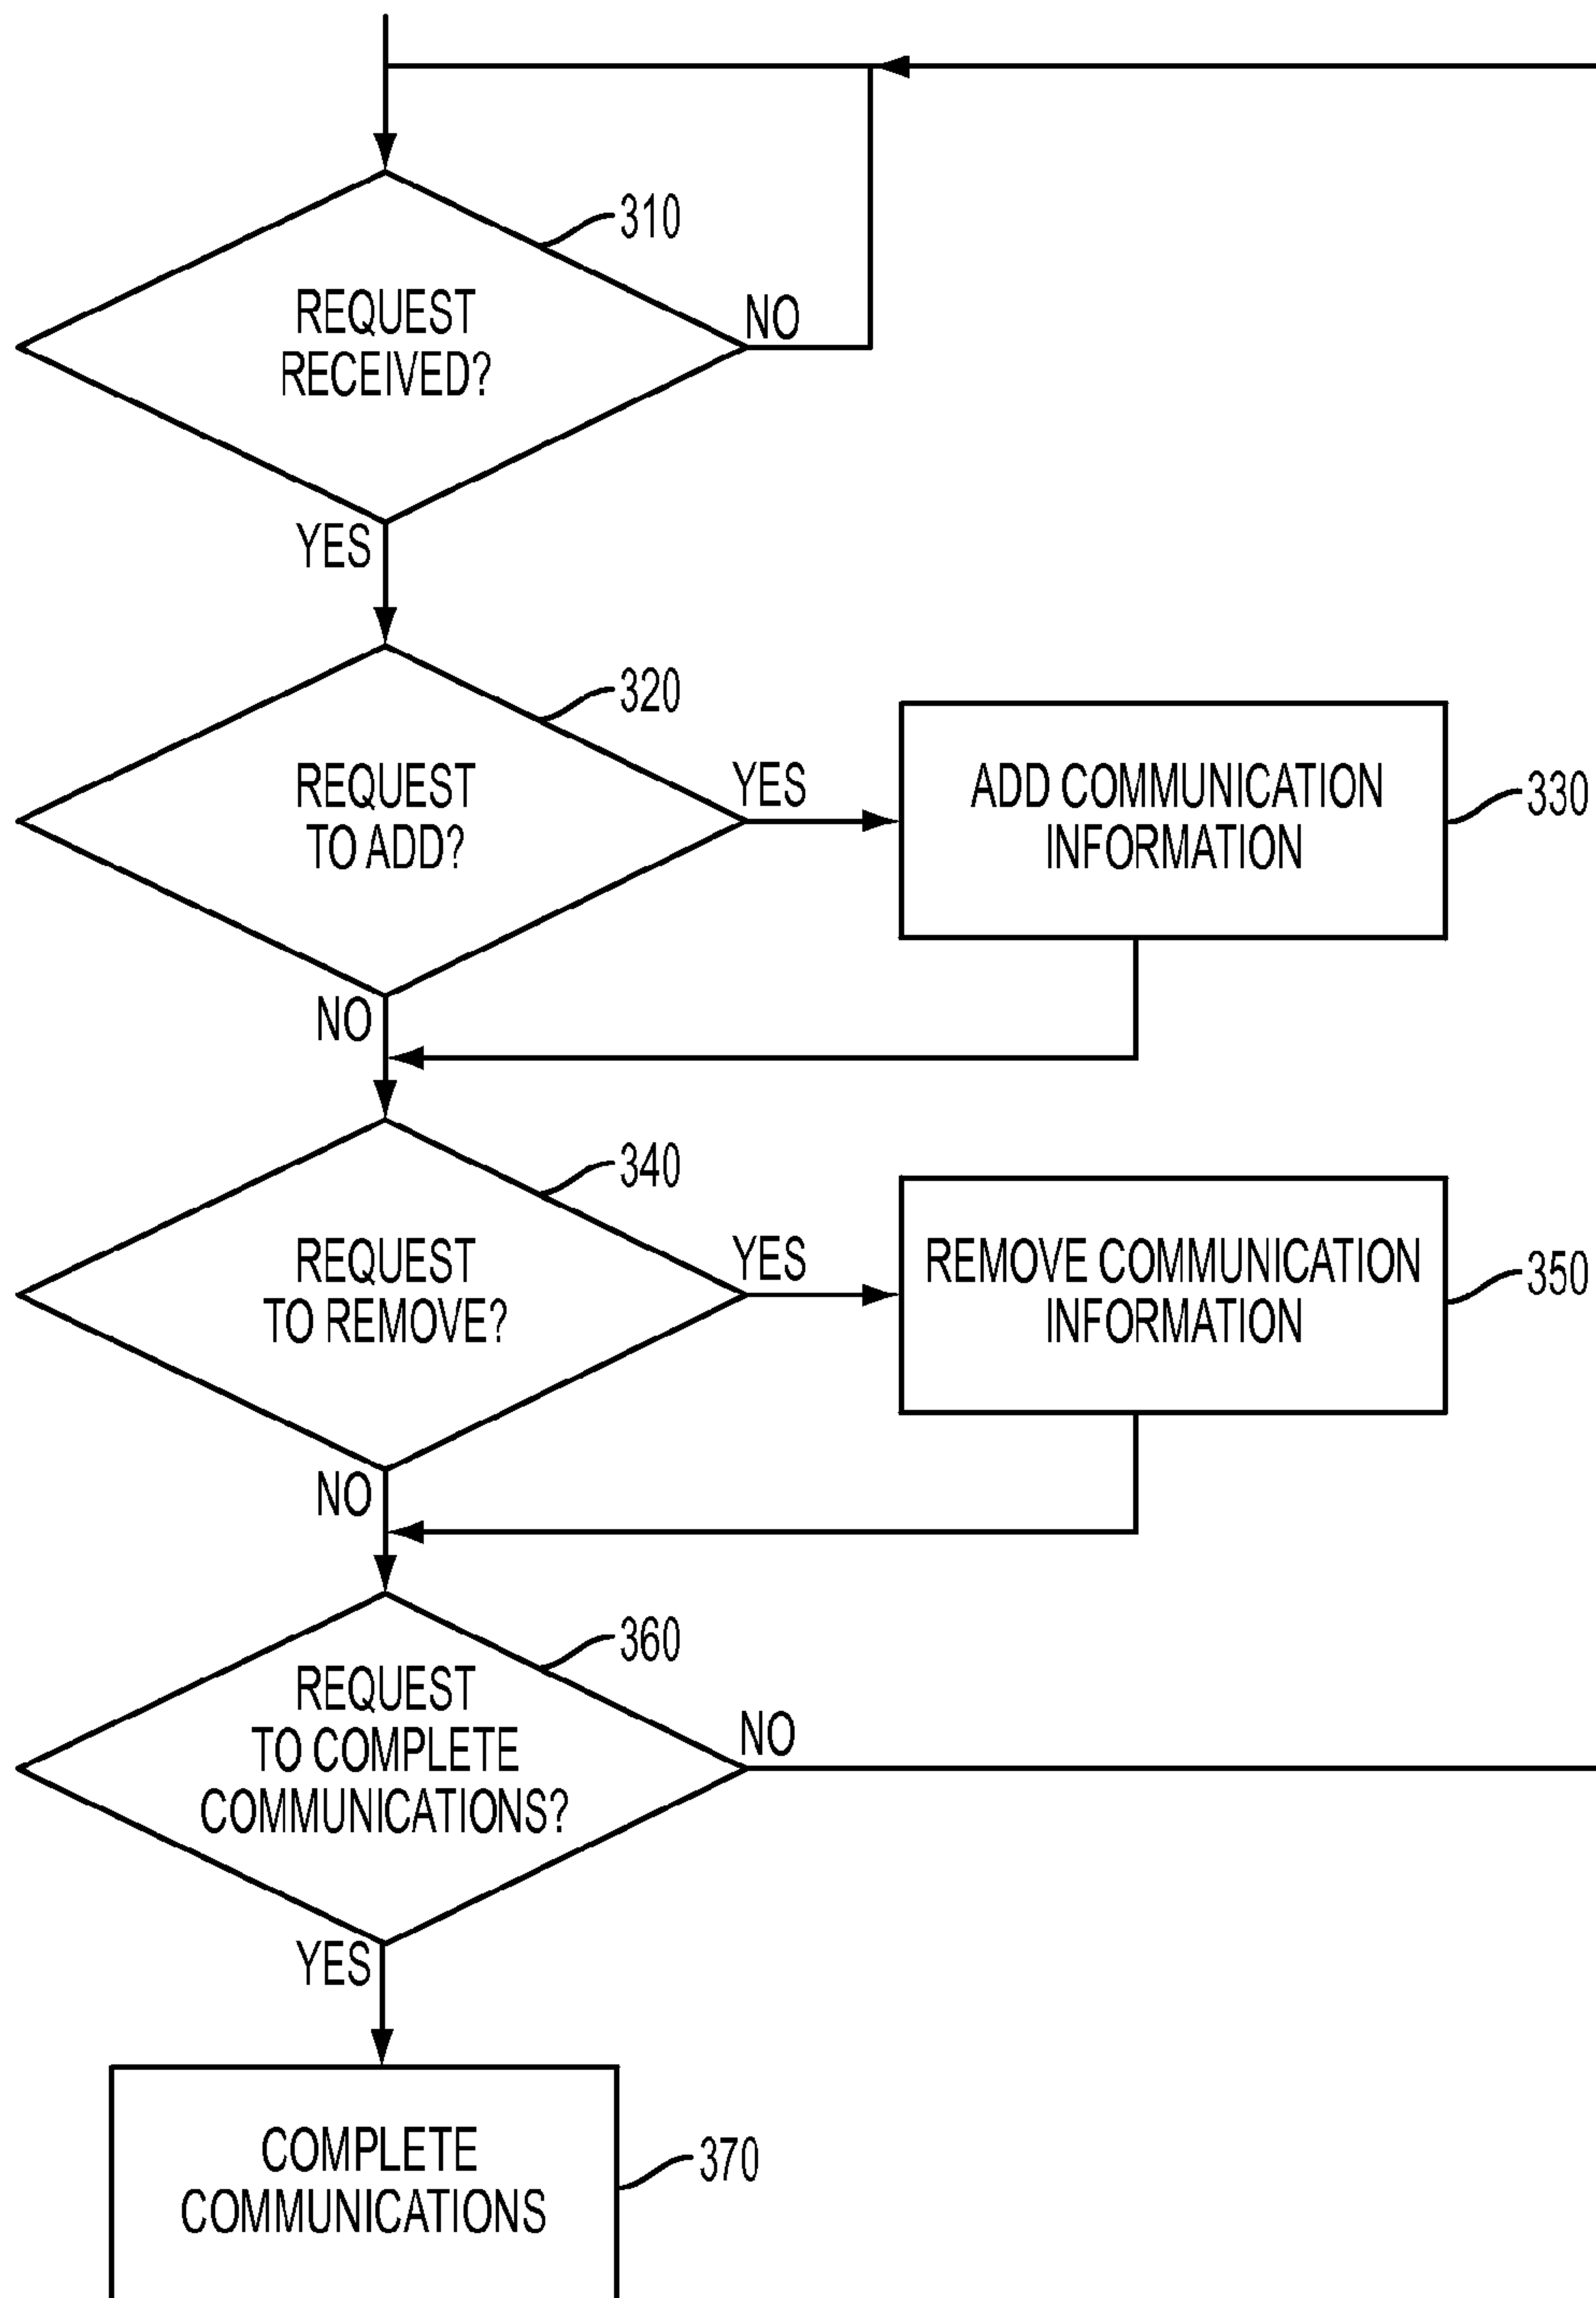 310
REQUEST
RECEIVED?
NO
YES
320
REQUEST
TO ADD?
YES
ADD COMMUNICATION
INFORMATION
330
NO
340
REQUEST
TO REMOVE?
YES
REMOVE COMMUNICATION
INFORMATION
350
NO
360
REQUEST
TO COMPLETE
COMMUNICATIONS?
NO
YES
COMPLETE
COMMUNICATIONS
370